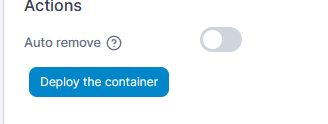 Actions
Auto remove ?
Deploy the container